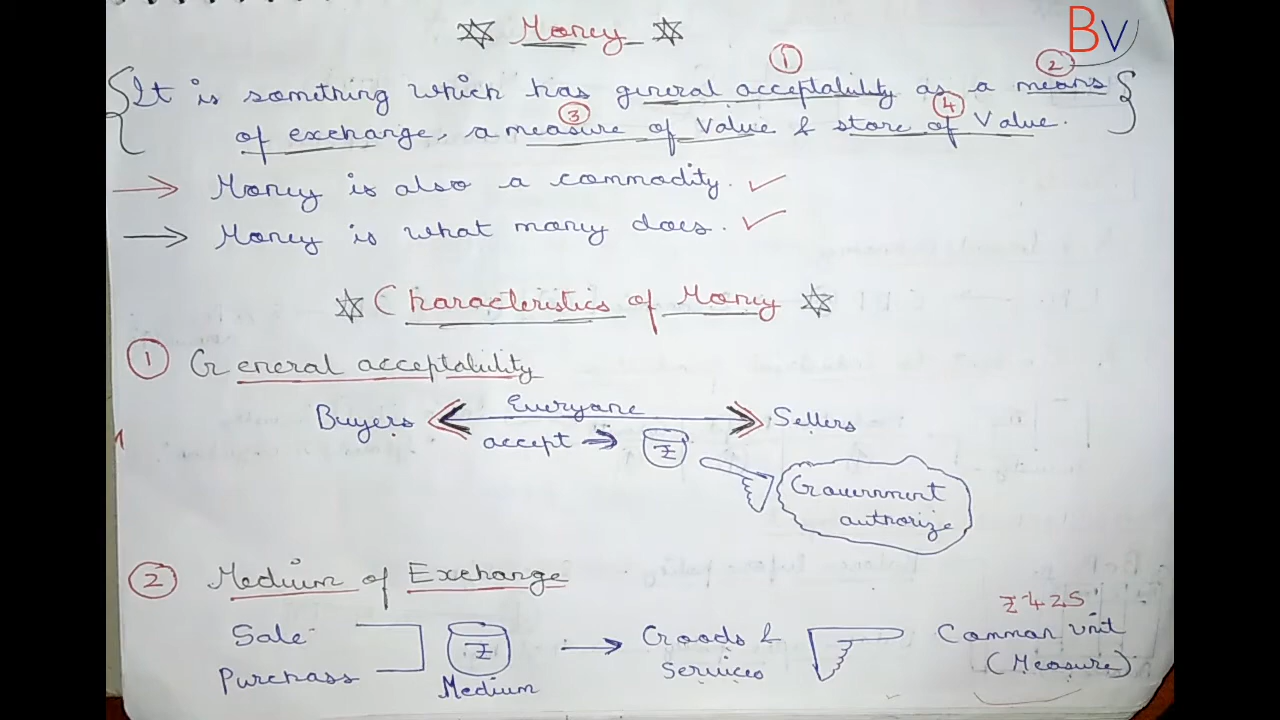 Money
BV
① ②
It is something which has general acceptability as a means
③ ④
of exchange, a measure of Value & store of Value.
→ Money is also a commodity. ✓
→ Money is what money does. ✓
Characteristics of Money
① General acceptability
Buyers Everyone Sellers
accept → ₹
Government
authorize
② Medium of Exchange
₹425
Sale ₹ → Goods & Common unit
Purchass Medium Services (Measure)